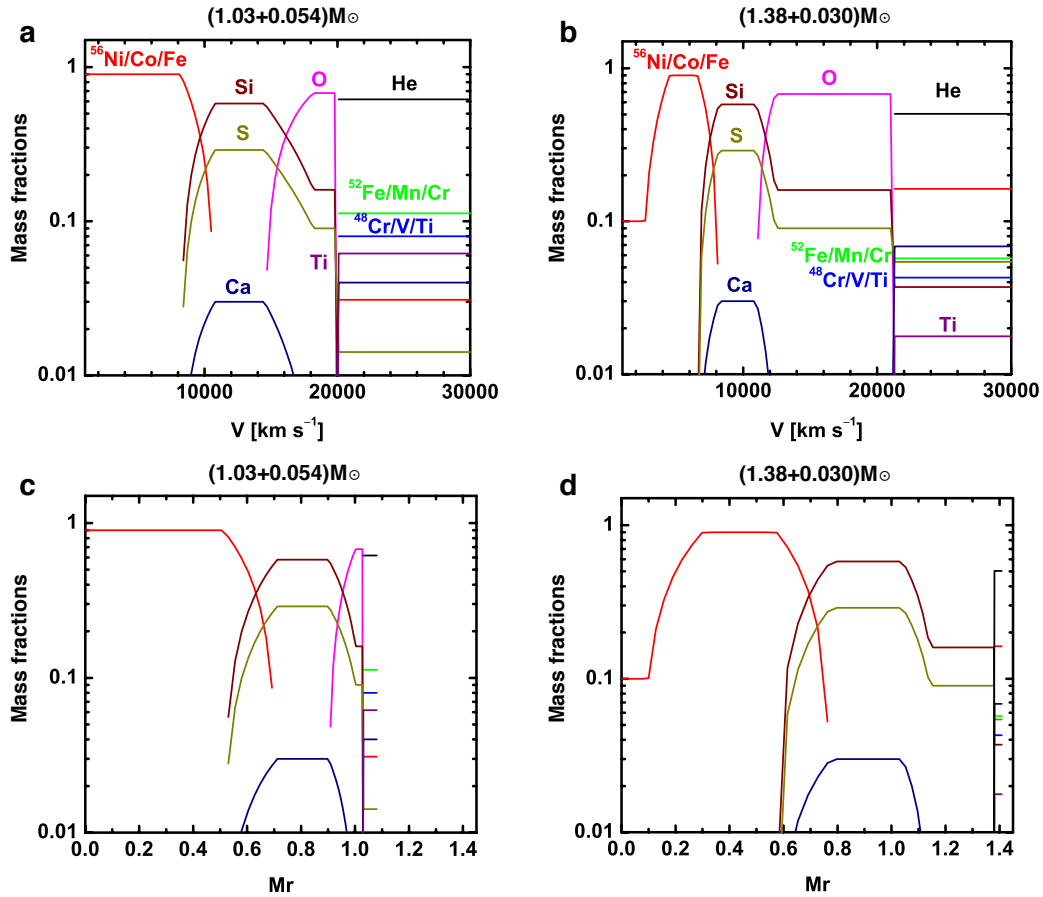 a
(1.03+0.054)M☉
Mass fractions
1
0.1
0.01
⁵⁶Ni/Co/Fe
Si
S
O
He
⁵²Fe/Mn/Cr
⁴⁸Cr/V/Ti
Ti
Ca
10000 20000 30000
V [km s⁻¹]
b
(1.38+0.030)M☉
Mass fractions
1
0.1
0.01
⁵⁶Ni/Co/Fe
Si
S
O
He
⁵²Fe/Mn/Cr
⁴⁸Cr/V/Ti
Ca
Ti
0 10000 20000 30000
V [km s⁻¹]
c
(1.03+0.054)M☉
Mass fractions
1
0.1
0.01
0.0 0.2 0.4 0.6 0.8 1.0 1.2 1.4
Mr
d
(1.38+0.030)M☉
Mass fractions
1
0.1
0.01
0.0 0.2 0.4 0.6 0.8 1.0 1.2 1.4
Mr